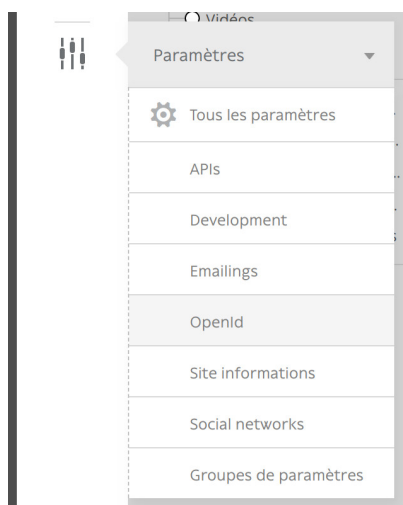 Vidéos
Paramètres
Tous les paramètres
APIs
Development
Emailings
OpenId
Site informations
Social networks
Groupes de paramètres